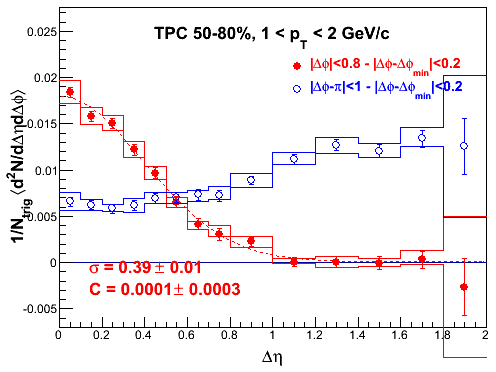 TPC 50-80%, 1 < p_T < 2 GeV/c
|Δϕ|<0.8 - |Δϕ-Δϕ_min|<0.2
|Δϕ-π|<1 - |Δϕ-Δϕ_min|<0.2
1/N_trig ⟨d²N/dΔηdΔϕ⟩
0.025
0.02
0.015
0.01
0.005
0
-0.005
σ = 0.39 ± 0.01
C = 0.0001 ± 0.0003
0 0.2 0.4 0.6 0.8 1 1.2 1.4 1.6 1.8 2
Δη